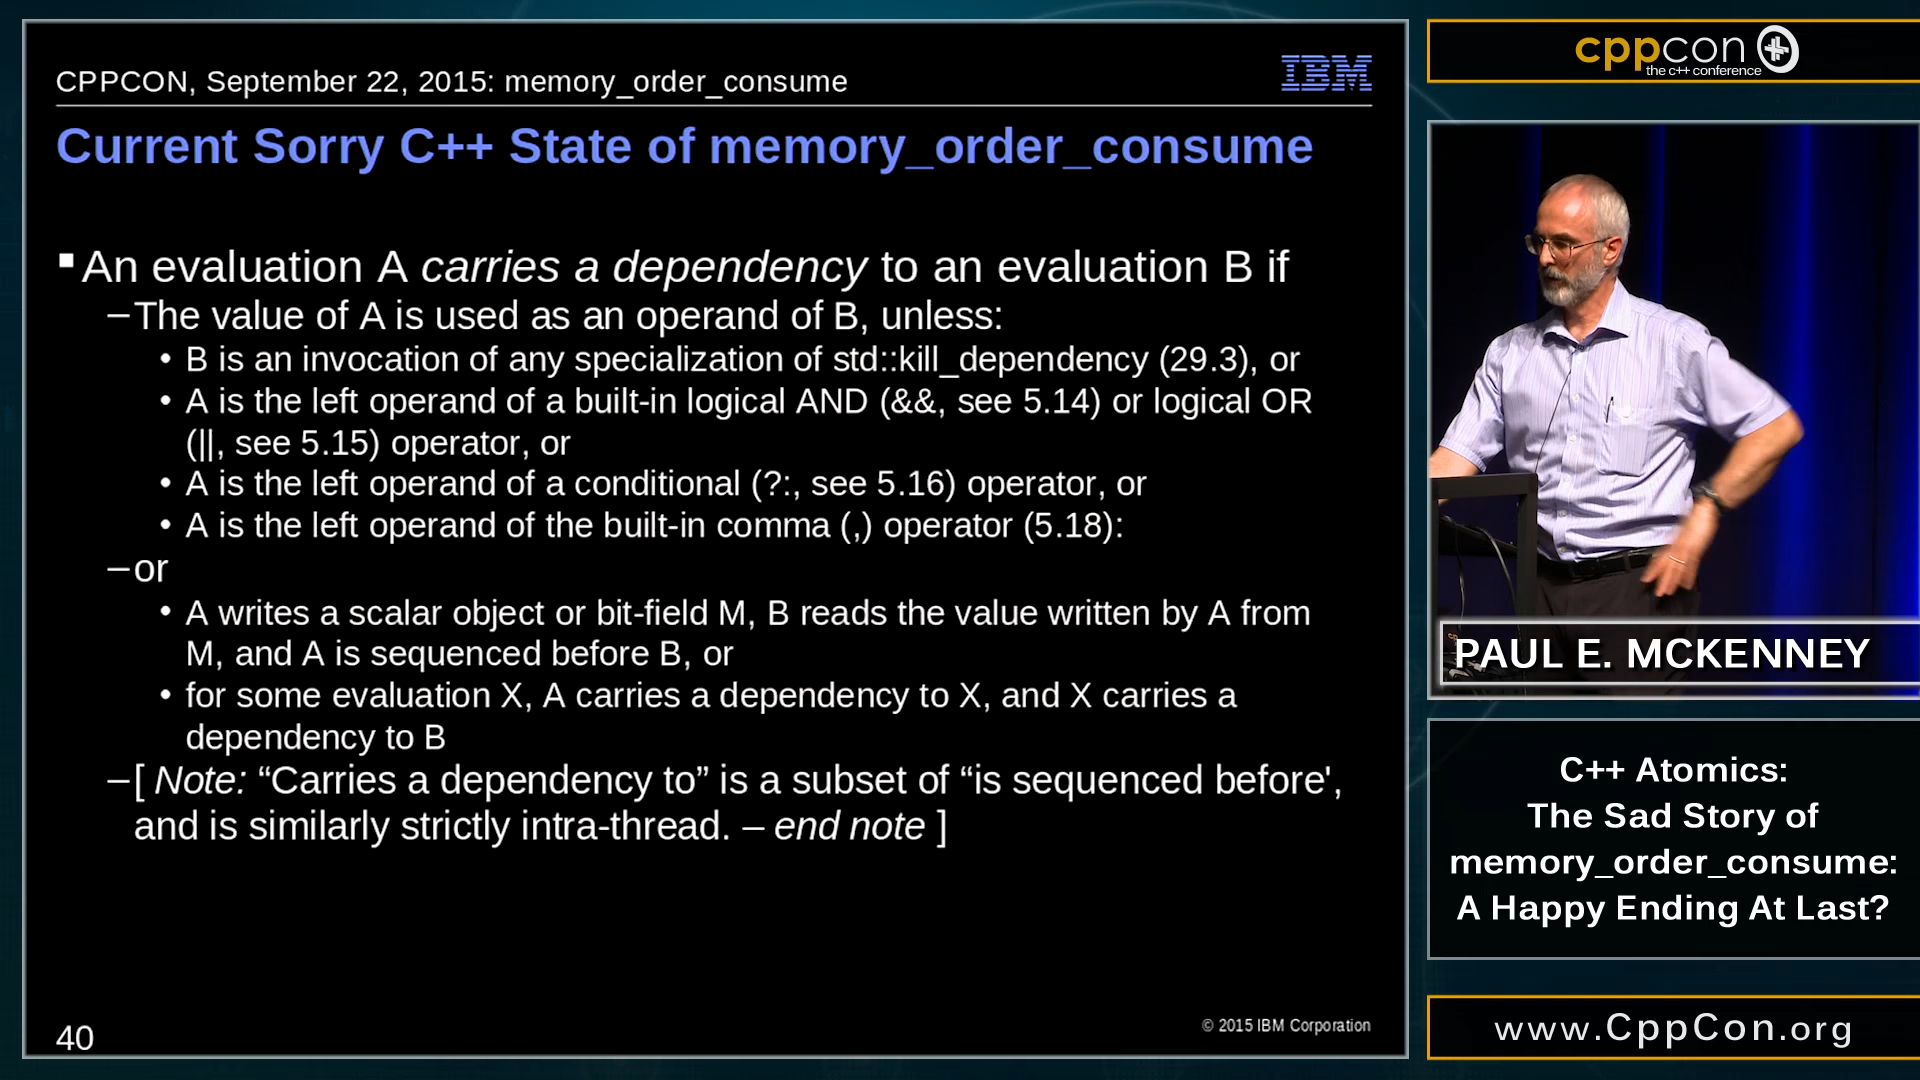 CPPCON, September 22, 2015: memory_order_consume
IBM
Current Sorry C++ State of memory_order_consume
▪An evaluation A carries a dependency to an evaluation B if
–The value of A is used as an operand of B, unless:
• B is an invocation of any specialization of std::kill_dependency (29.3), or
• A is the left operand of a built-in logical AND (&&, see 5.14) or logical OR
(||, see 5.15) operator, or
• A is the left operand of a conditional (?:, see 5.16) operator, or
• A is the left operand of the built-in comma (,) operator (5.18):
–or
• A writes a scalar object or bit-field M, B reads the value written by A from
M, and A is sequenced before B, or
• for some evaluation X, A carries a dependency to X, and X carries a
dependency to B
–[ Note: “Carries a dependency to” is a subset of “is sequenced before',
and is similarly strictly intra-thread. – end note ]
40
© 2015 IBM Corporation
cppcon
the c++ conference
PAUL E. MCKENNEY
C++ Atomics:
The Sad Story of
memory_order_consume:
A Happy Ending At Last?
www.CppCon.org